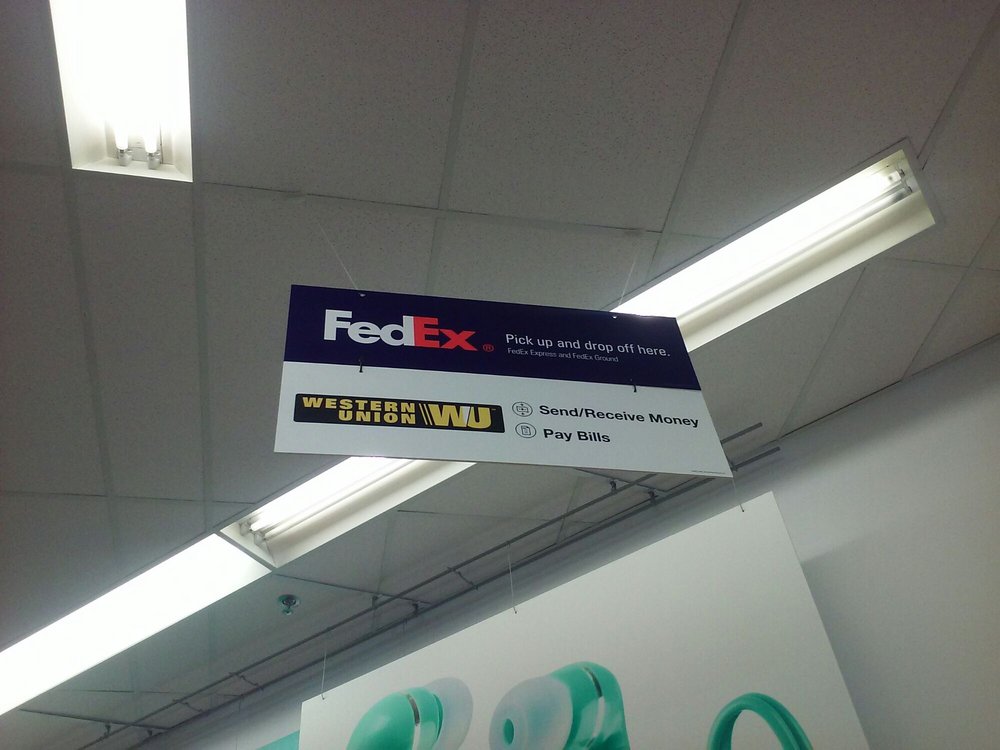 FedEx®
Pick up and drop off here.
FedEx Express and FedEx Ground
WESTERN
UNION WU
Send/Receive Money
Pay Bills